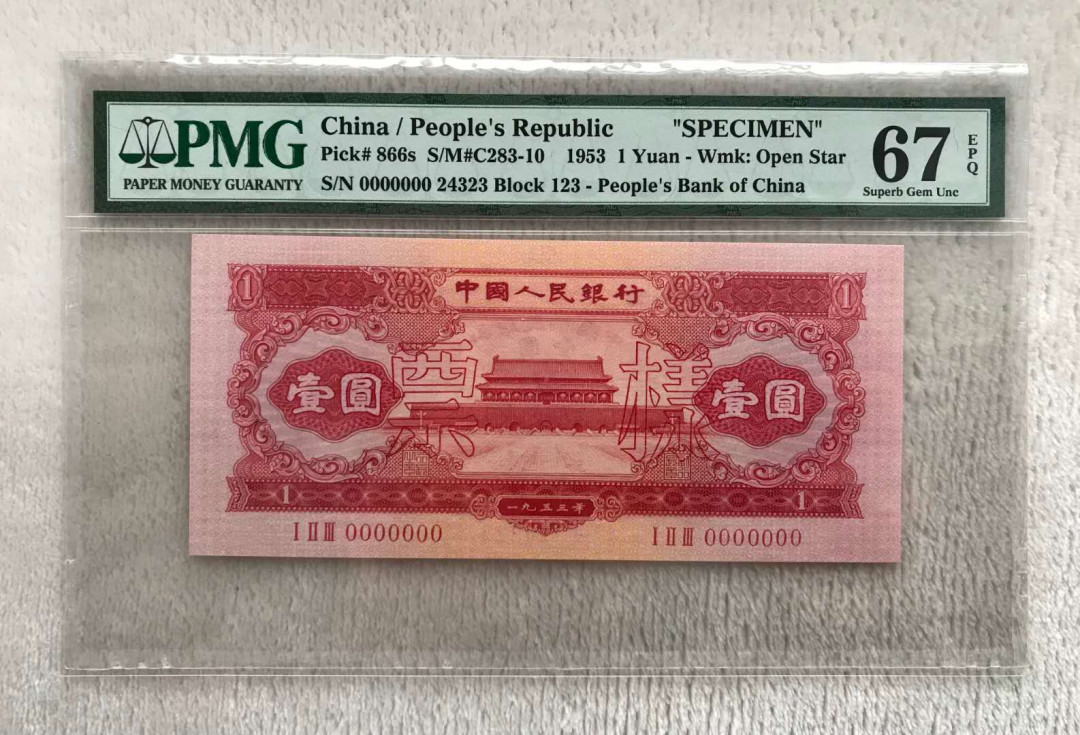 PMG
PAPER MONEY GUARANTY
China / People's Republic "SPECIMEN"
Pick# 866s S/M#C283-10 1953 1 Yuan - Wmk: Open Star
S/N 0000000 24323 Block 123 - People's Bank of China
67
EPQ
Superb Gem Unc
1 中國人民銀行 1
壹圓 票樣 壹圓
1 一九五三年 1
I II III 0000000 I II III 0000000